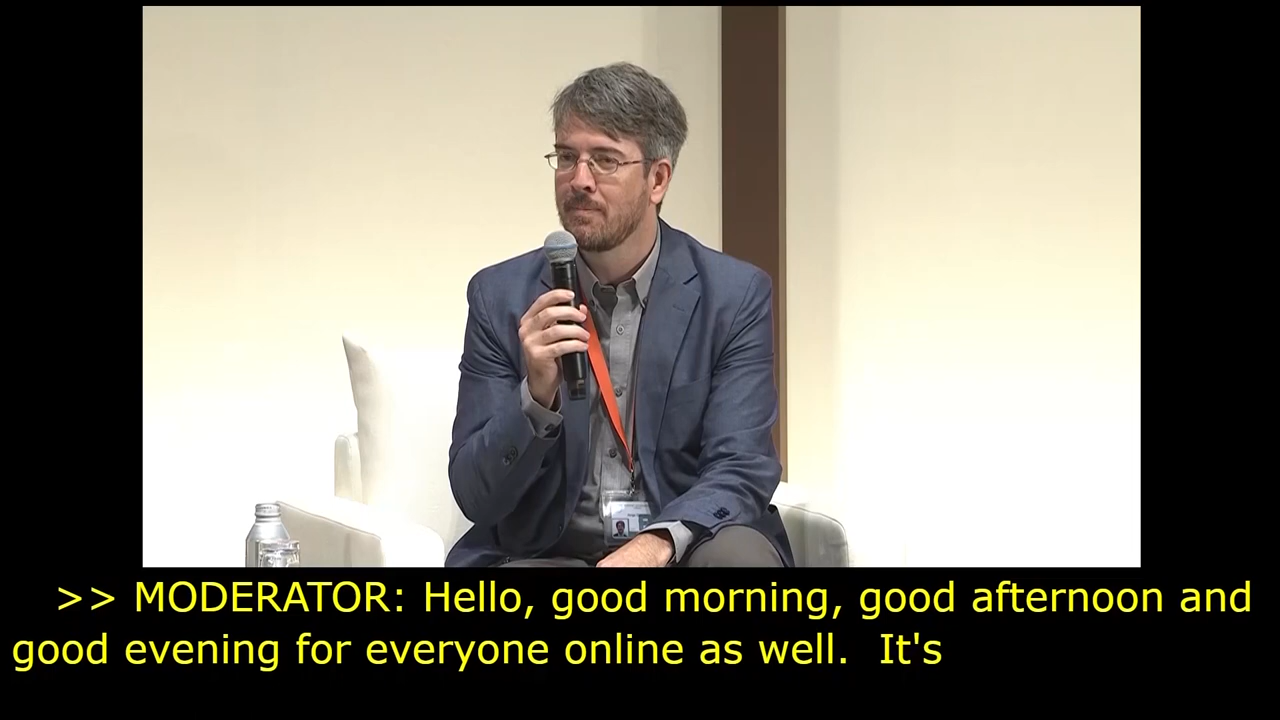 >> MODERATOR: Hello, good morning, good afternoon and
good evening for everyone online as well.  It's